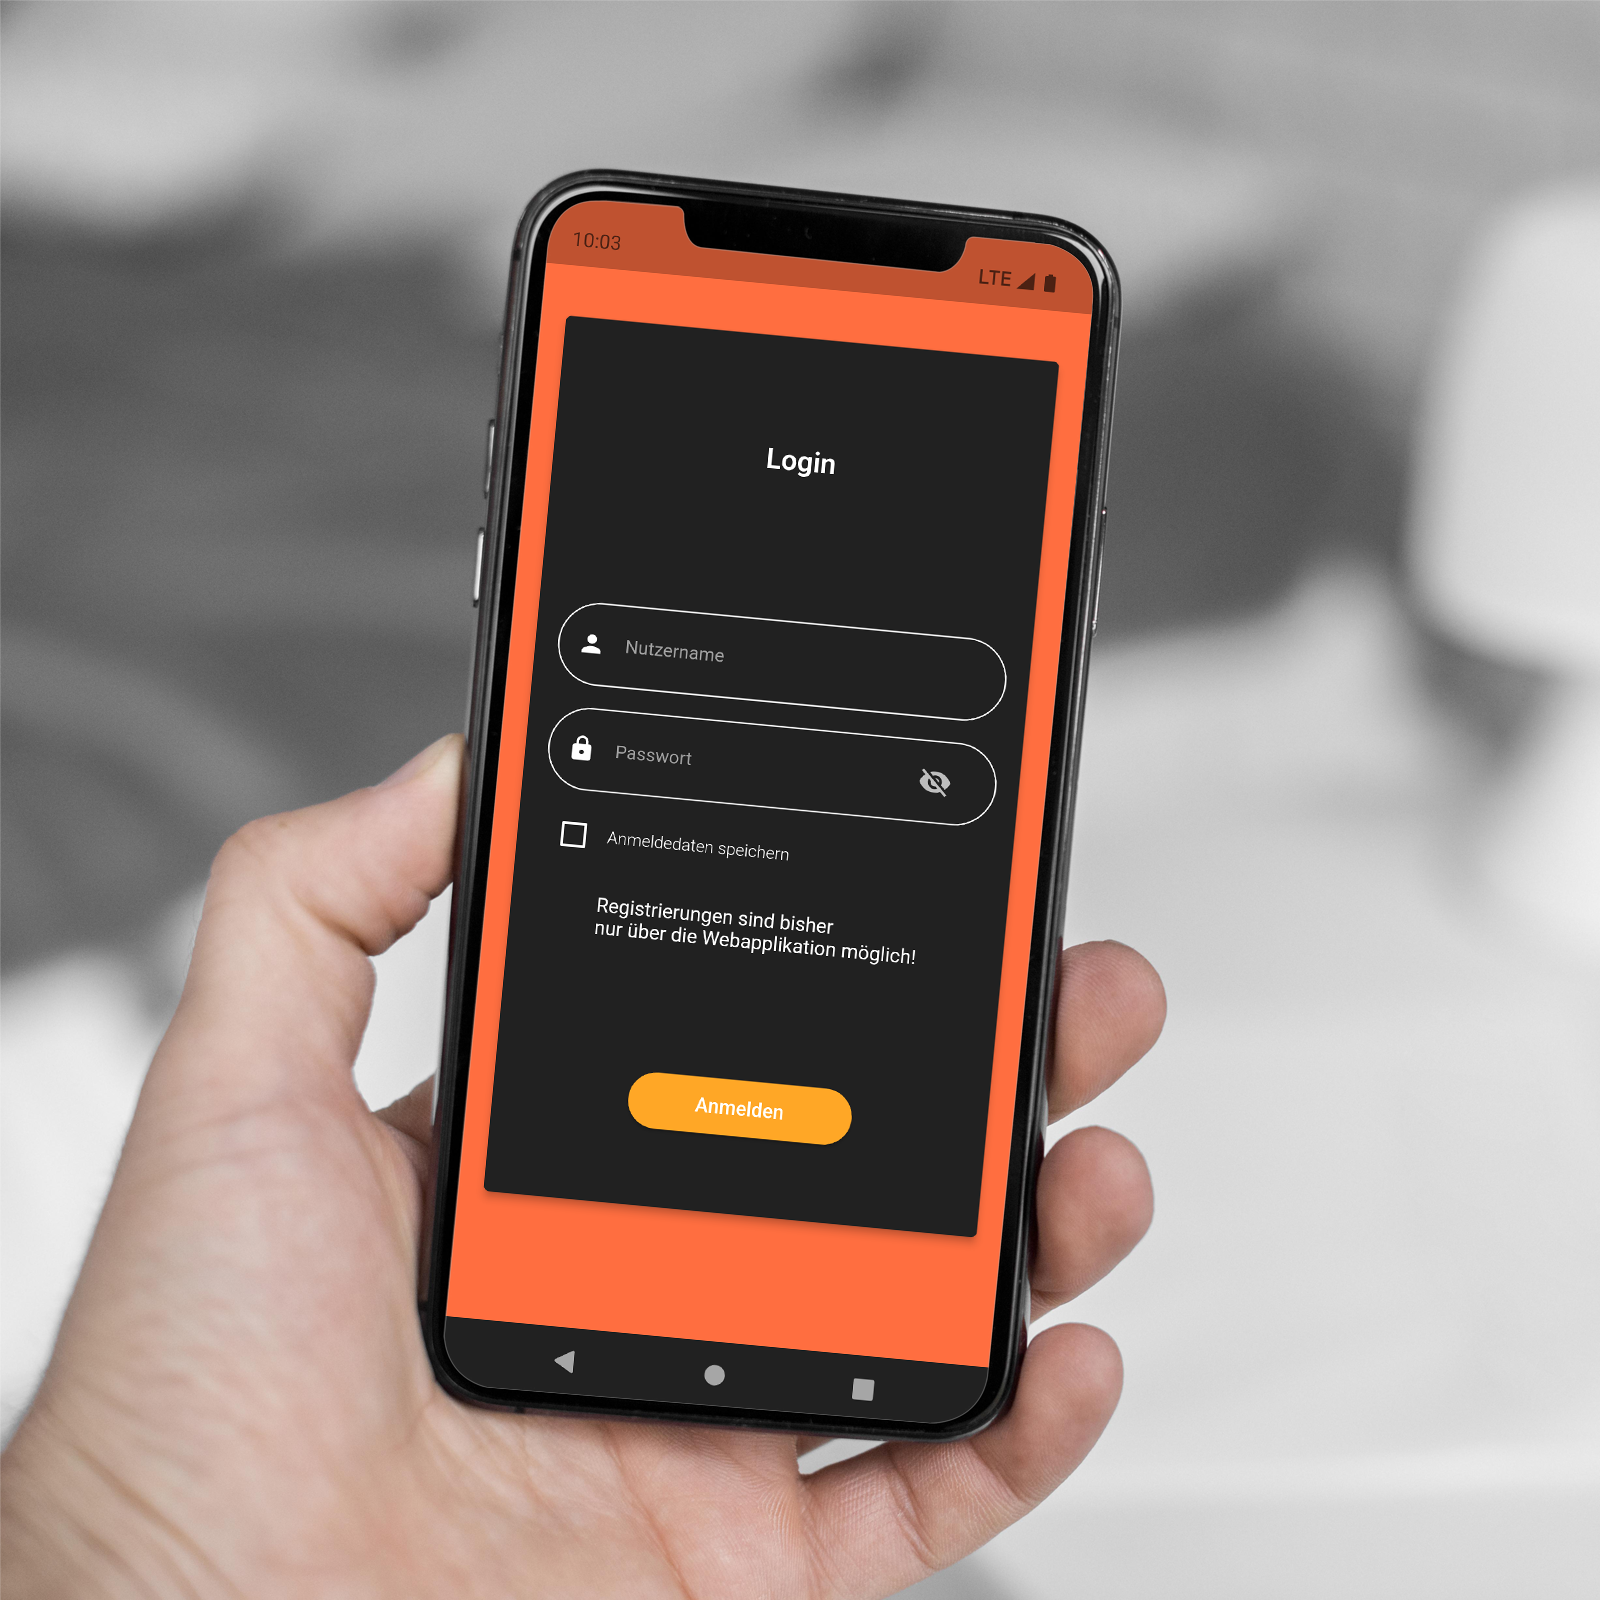 10:03
LTE
Login
Nutzername
Passwort
Anmeldedaten speichern
Registrierungen sind bisher
nur über die Webapplikation möglich!
Anmelden